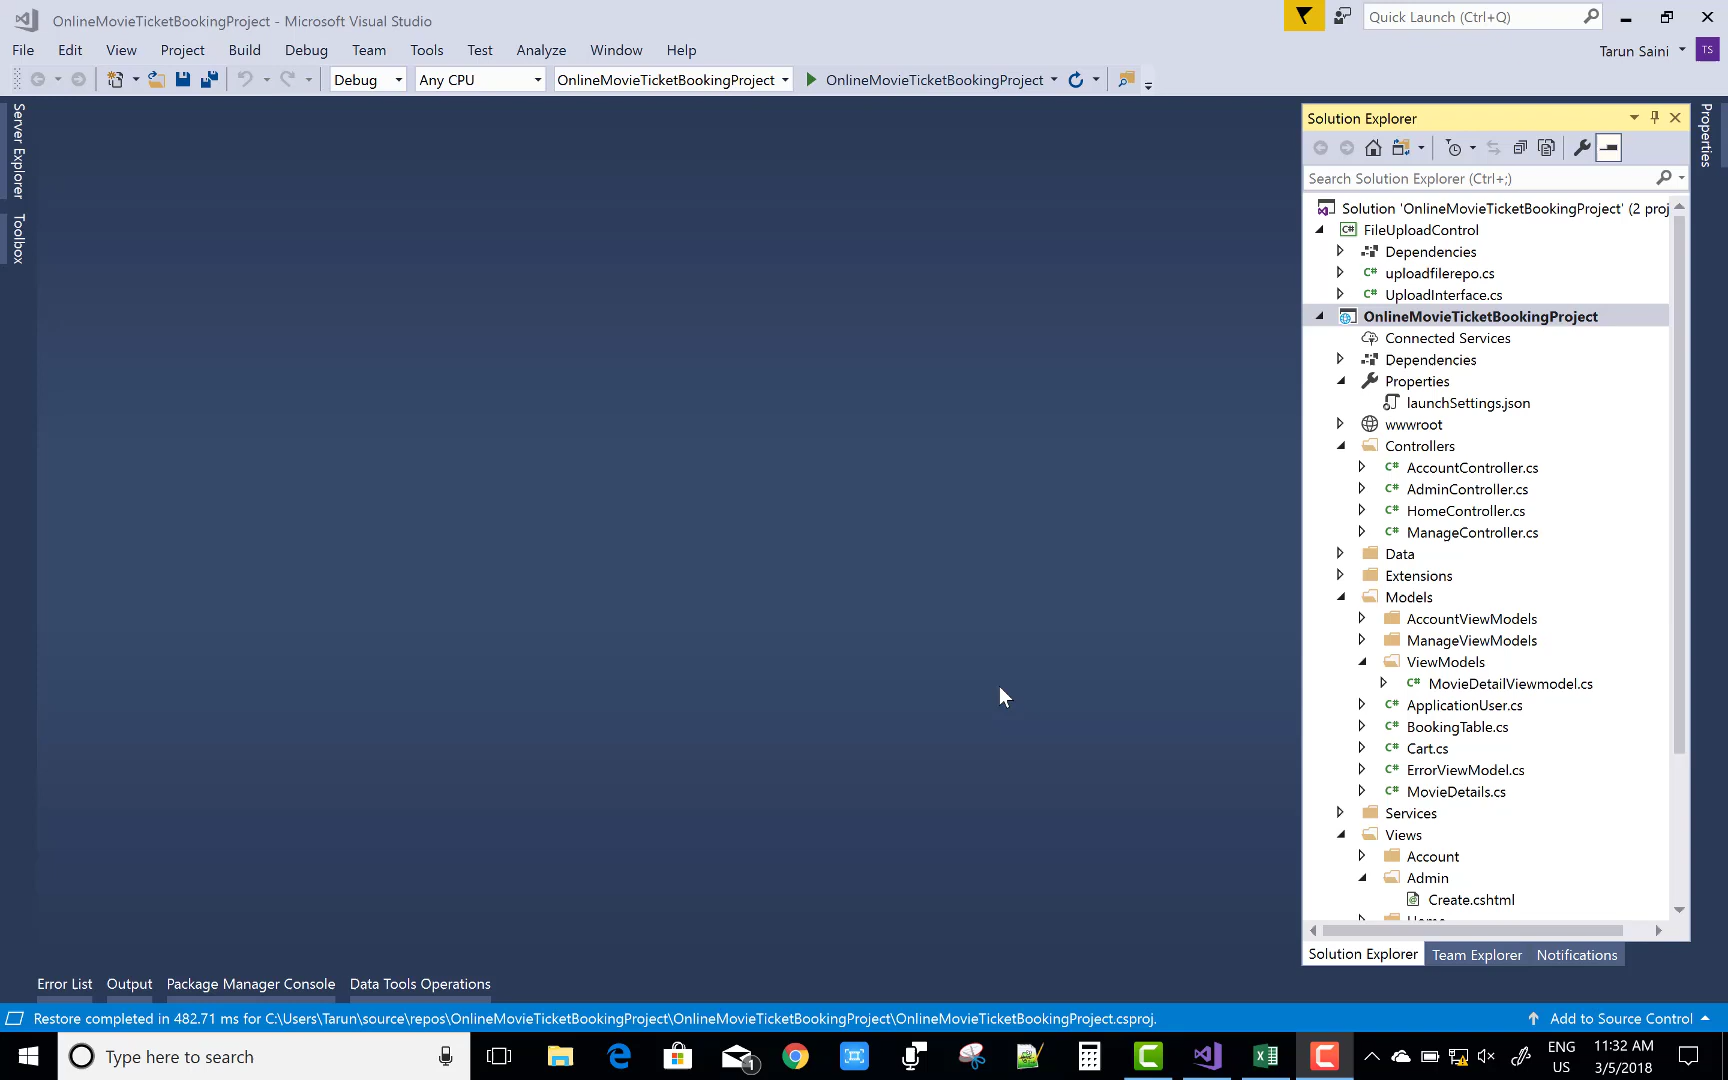 OnlineMovieTicketBookingProject - Microsoft Visual Studio
Quick Launch (Ctrl+Q)
File Edit View Project Build Debug Team Tools Test Analyze Window Help
Tarun Saini
TS
Debug
Any CPU
OnlineMovieTicketBookingProject
OnlineMovieTicketBookingProject
Server Explorer
Toolbox
Properties
Solution Explorer
Search Solution Explorer (Ctrl+;)
Solution 'OnlineMovieTicketBookingProject' (2 proj
FileUploadControl
Dependencies
uploadfilerepo.cs
UploadInterface.cs
OnlineMovieTicketBookingProject
Connected Services
Dependencies
Properties
launchSettings.json
wwwroot
Controllers
AccountController.cs
AdminController.cs
HomeController.cs
ManageController.cs
Data
Extensions
Models
AccountViewModels
ManageViewModels
ViewModels
MovieDetailViewmodel.cs
ApplicationUser.cs
BookingTable.cs
Cart.cs
ErrorViewModel.cs
MovieDetails.cs
Services
Views
Account
Admin
Create.cshtml
Solution Explorer Team Explorer Notifications
Error List Output Package Manager Console Data Tools Operations
Restore completed in 482.71 ms for C:\Users\Tarun\source\repos\OnlineMovieTicketBookingProject\OnlineMovieTicketBookingProject\OnlineMovieTicketBookingProject.csproj.
Add to Source Control
Type here to search
1
ENG
US
11:32 AM
3/5/2018